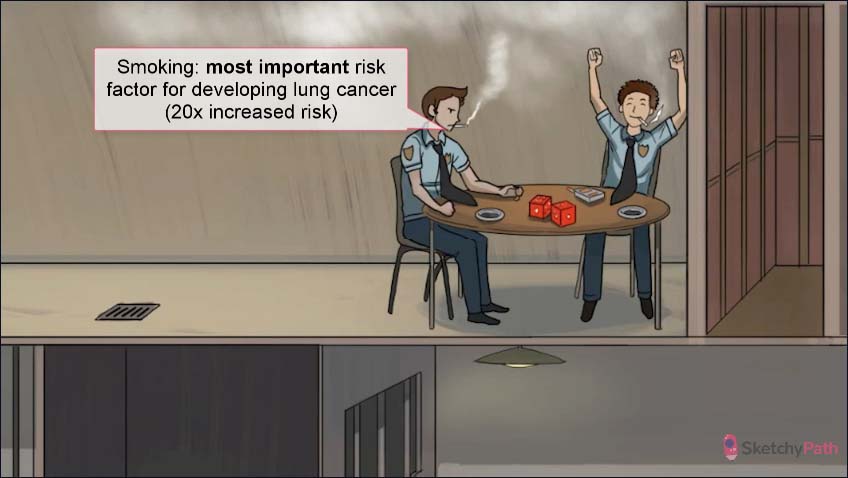 Smoking: most important risk
factor for developing lung cancer
(20x increased risk)
SketchyPath